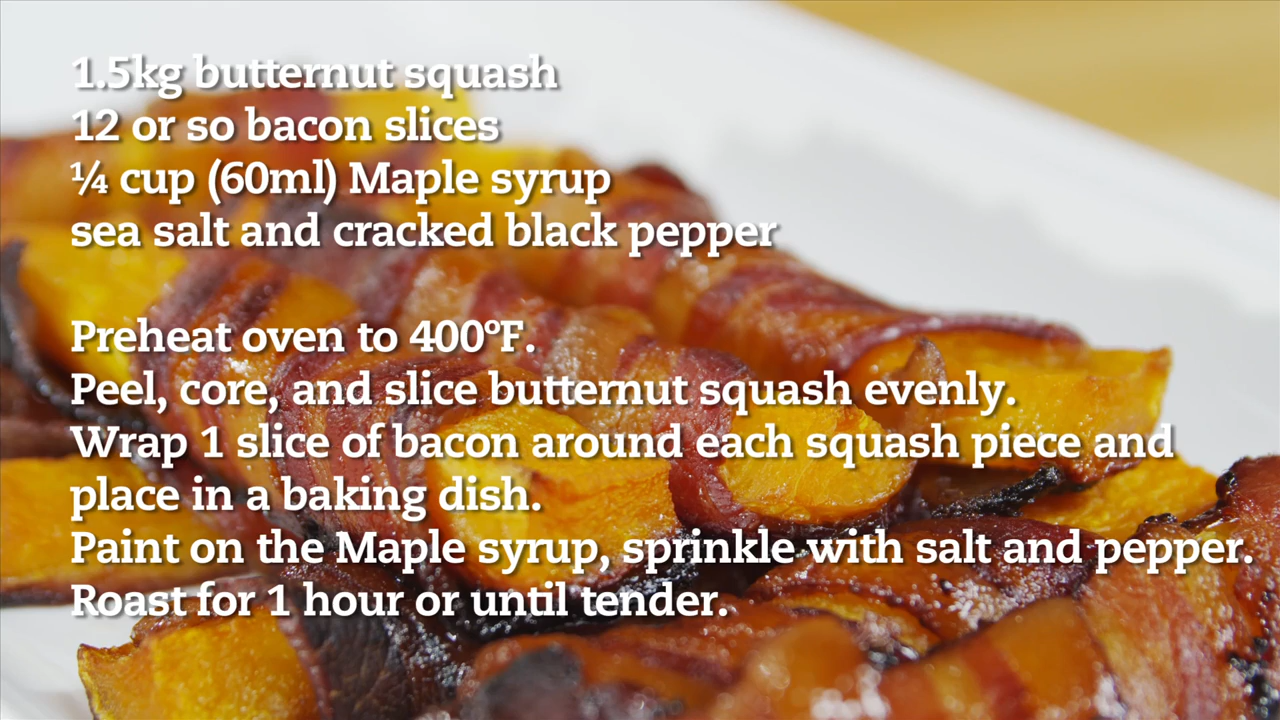 1.5kg butternut squash
12 or so bacon slices
¼ cup (60ml) Maple syrup
sea salt and cracked black pepper
Preheat oven to 400ºF.
Peel, core, and slice butternut squash evenly.
Wrap 1 slice of bacon around each squash piece and
place in a baking dish.
Paint on the Maple syrup, sprinkle with salt and pepper.
Roast for 1 hour or until tender.